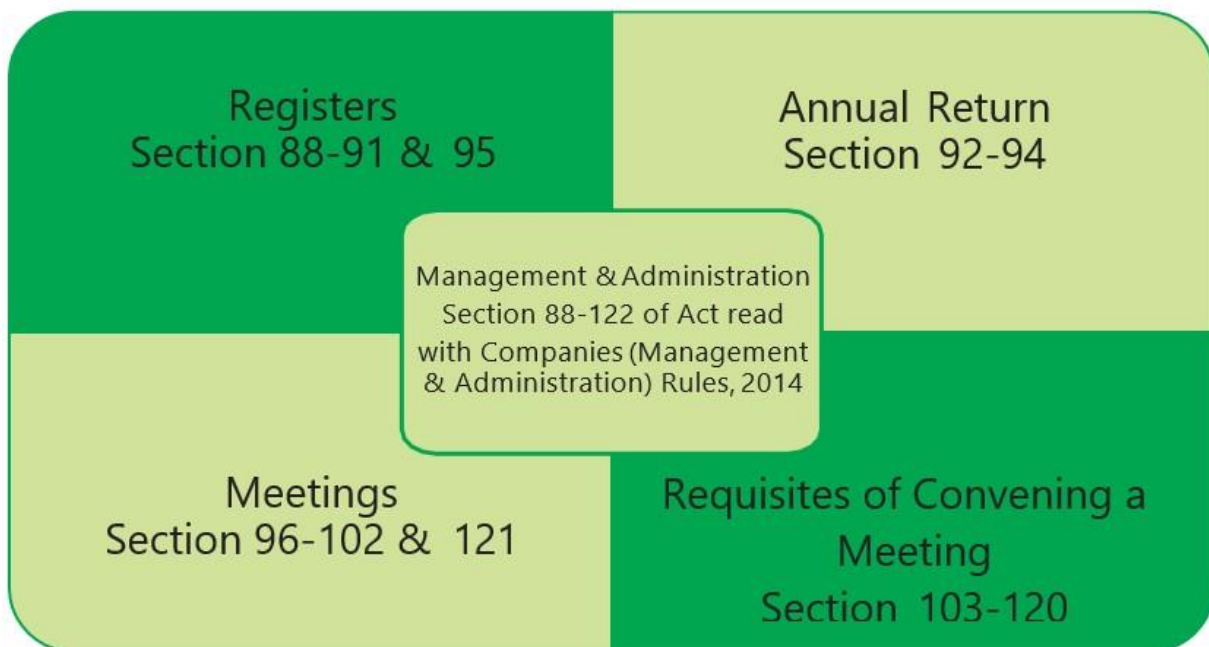 Registers
Section 88-91 & 95
Annual Return
Section 92-94
Management & Administration
Section 88-122 of Act read
with Companies (Management
& Administration) Rules, 2014
Meetings
Section 96-102 & 121
Requisites of Convening a
Meeting
Section 103-120